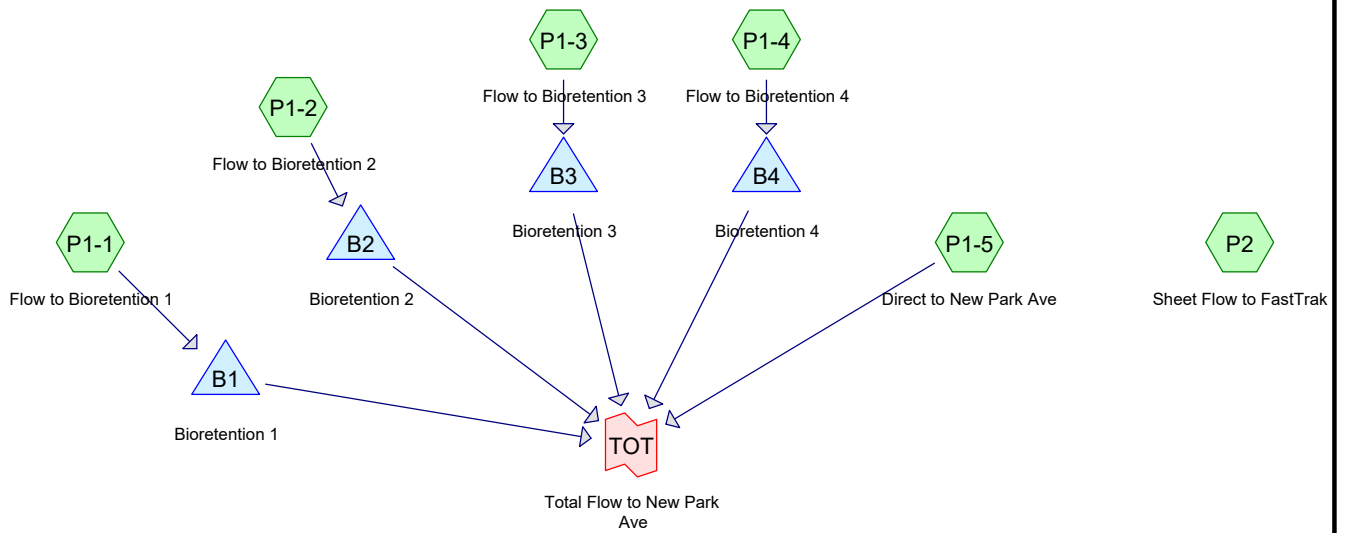 P1-3
P1-4
Flow to Bioretention 3
Flow to Bioretention 4
P1-2
Flow to Bioretention 2
B3
B4
Bioretention 3
Bioretention 4
P1-1
B2
P1-5
P2
Flow to Bioretention 1
Bioretention 2
Direct to New Park Ave
Sheet Flow to FastTrak
B1
Bioretention 1
TOT
Total Flow to New Park
Ave